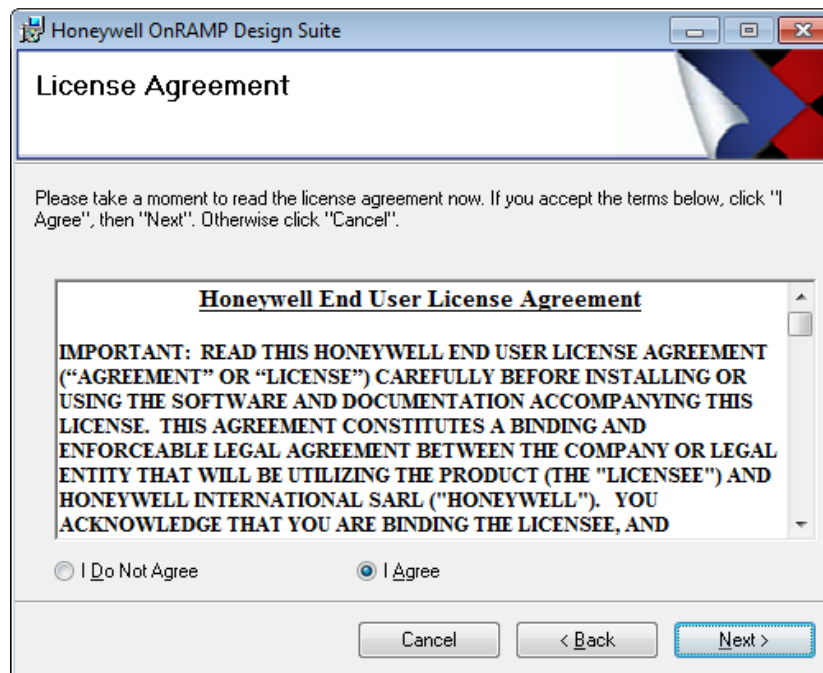 Honeywell OnRAMP Design Suite
License Agreement
Please take a moment to read the license agreement now. If you accept the terms below, click "I
Agree", then "Next". Otherwise click "Cancel".
Honeywell End User License Agreement
IMPORTANT: READ THIS HONEYWELL END USER LICENSE AGREEMENT
(“AGREEMENT” OR “LICENSE”) CAREFULLY BEFORE INSTALLING OR
USING THE SOFTWARE AND DOCUMENTATION ACCOMPANYING THIS
LICENSE. THIS AGREEMENT CONSTITUTES A BINDING AND
ENFORCEABLE LEGAL AGREEMENT BETWEEN THE COMPANY OR LEGAL
ENTITY THAT WILL BE UTILIZING THE PRODUCT (THE "LICENSEE") AND
HONEYWELL INTERNATIONAL SARL ("HONEYWELL"). YOU
ACKNOWLEDGE THAT YOU ARE BINDING THE LICENSEE, AND
I Do Not Agree I Agree
Cancel < Back Next >